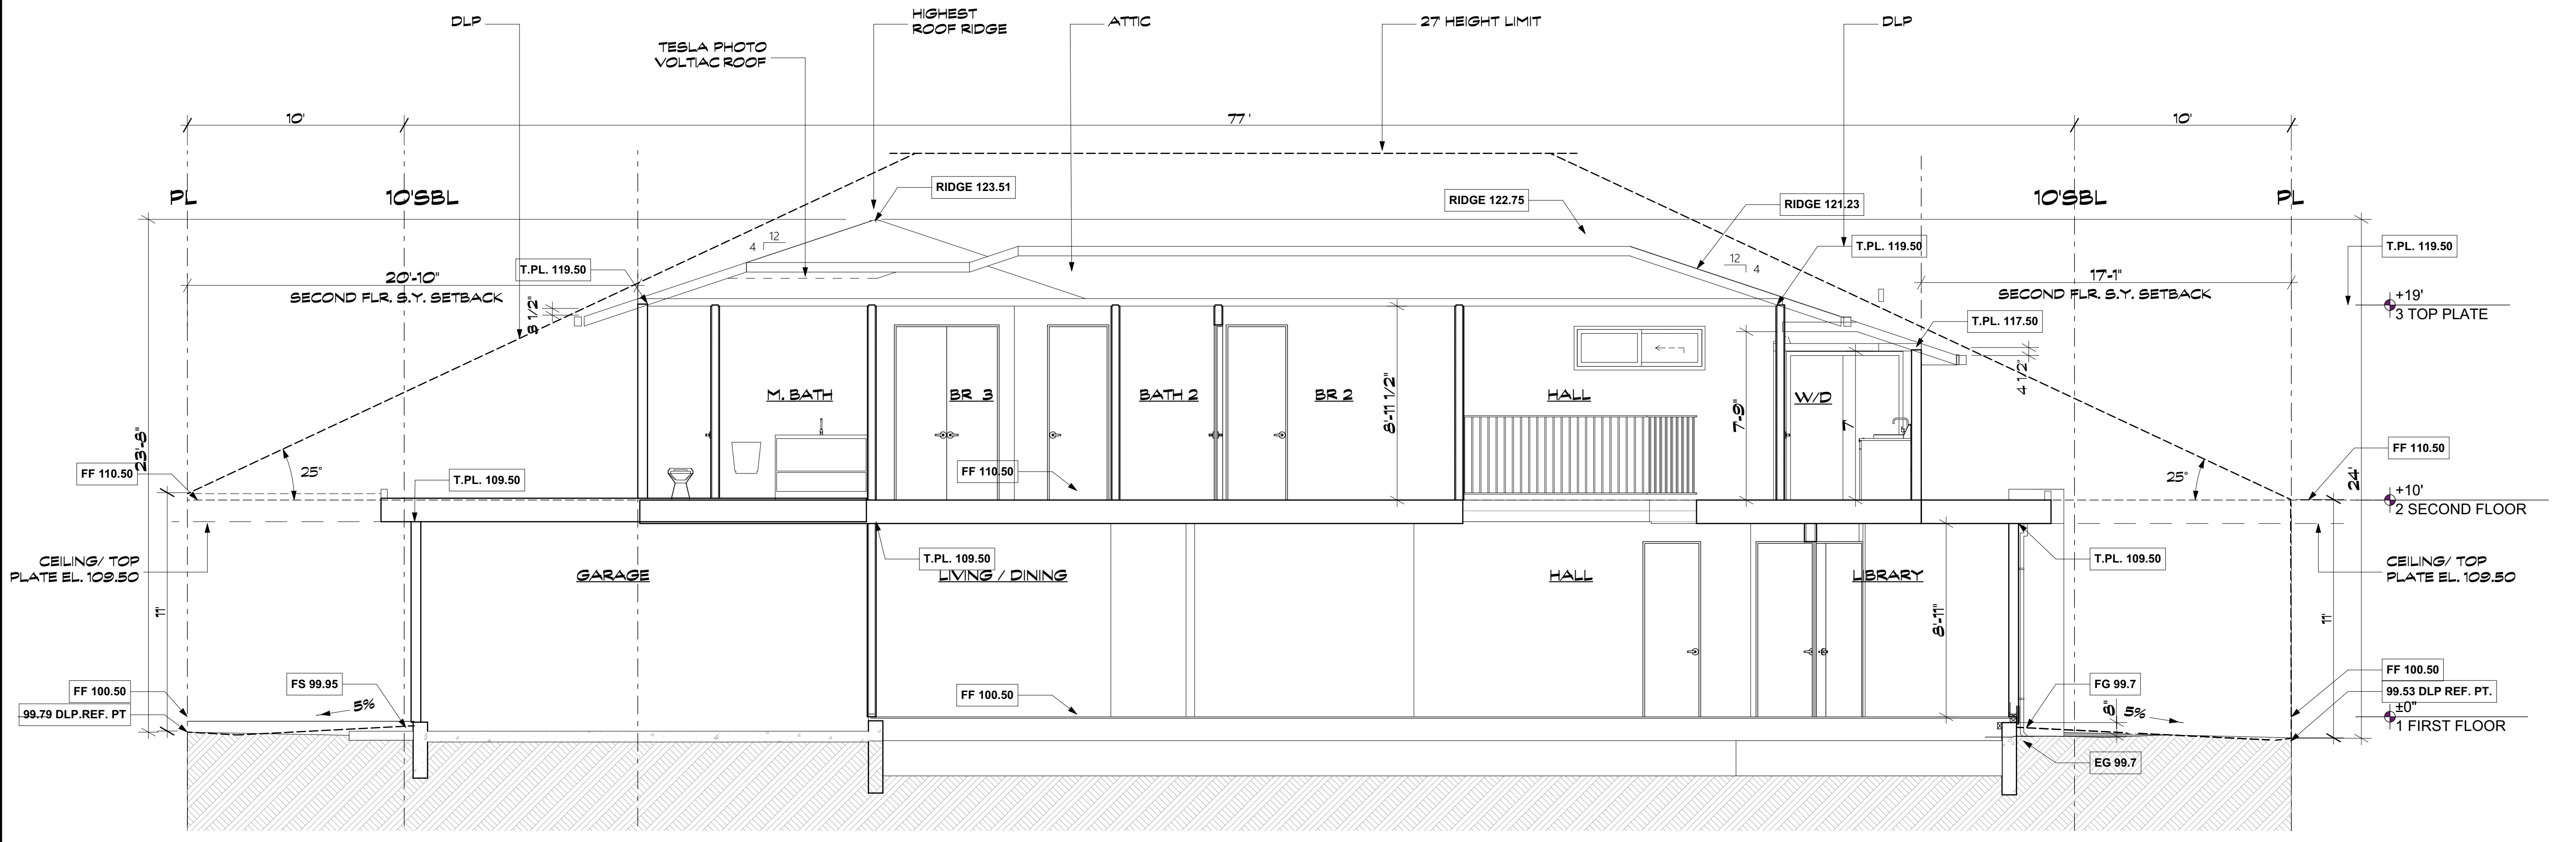 DLP
HIGHEST
ROOF RIDGE
ATTIC
27' HEIGHT LIMIT
DLP
TESLA PHOTO
VOLTIAC ROOF
10'
77'
10'
PL
10'SBL
RIDGE 123.51
RIDGE 122.75
RIDGE 121.23
10'SBL
PL
4
12
12
4
T.PL. 119.50
T.PL. 119.50
T.PL. 119.50
20'-10"
SECOND FLR. S.Y. SETBACK
8 1/2"
17'-1"
SECOND FLR. S.Y. SETBACK
+19'
3 TOP PLATE
T.PL. 117.50
4 1/2"
M. BATH
BR 3
BATH 2
BR 2
8'-11 1/2"
HALL
7'-9"
W/D
7'
23'-8"
FF 110.50
25°
T.PL. 109.50
FF 110.50
25°
FF 110.50
24'
+10'
2 SECOND FLOOR
CEILING/ TOP
PLATE EL. 109.50
GARAGE
T.PL. 109.50
LIVING / DINING
HALL
LIBRARY
T.PL. 109.50
CEILING/ TOP
PLATE EL. 109.50
11'
8'-11"
11'
FF 100.50
99.79 DLP.REF. PT
FS 99.95
5%
FF 100.50
FG 99.7
8"
5%
FF 100.50
99.53 DLP REF. PT.
±0"
1 FIRST FLOOR
EG 99.7